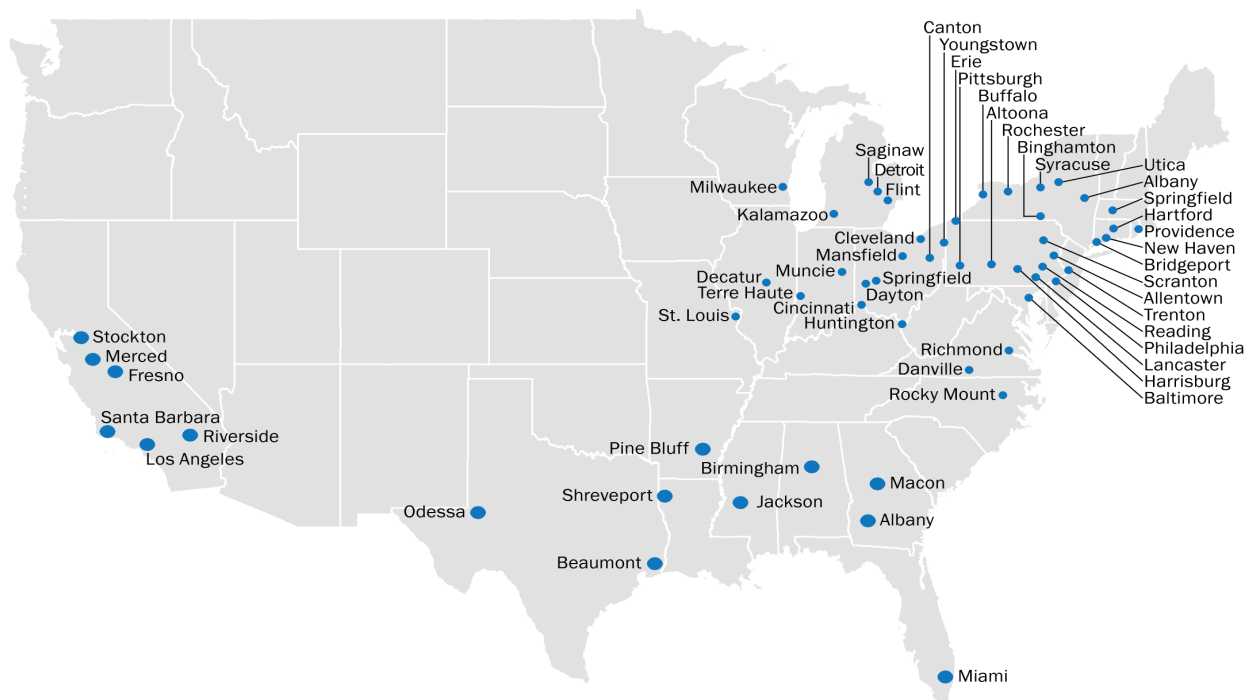 Canton
Youngstown
Erie
Pittsburgh
Buffalo
Altoona
Rochester
Binghamton
Syracuse
Saginaw
Detroit
Flint
Milwaukee
Kalamazoo
Utica
Albany
Springfield
Hartford
Providence
New Haven
Bridgeport
Scranton
Allentown
Trenton
Reading
Philadelphia
Lancaster
Harrisburg
Baltimore
Cleveland
Mansfield
Muncie
Decatur
Springfield
Terre Haute
Dayton
Cincinnati
St. Louis
Huntington
Richmond
Danville
Rocky Mount
Stockton
Merced
Fresno
Santa Barbara
Riverside
Los Angeles
Pine Bluff
Birmingham
Macon
Shreveport
Jackson
Odessa
Albany
Beaumont
Miami